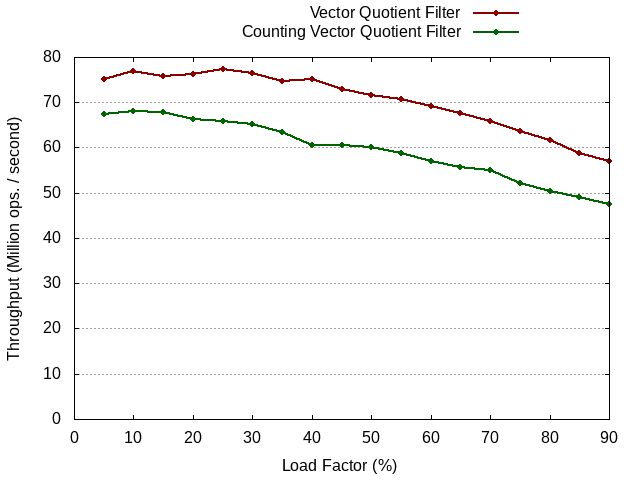 Vector Quotient Filter
Counting Vector Quotient Filter
80
70
60
50
40
30
20
10
0
Throughput (Million ops. / second)
0 10 20 30 40 50 60 70 80 90
Load Factor (%)